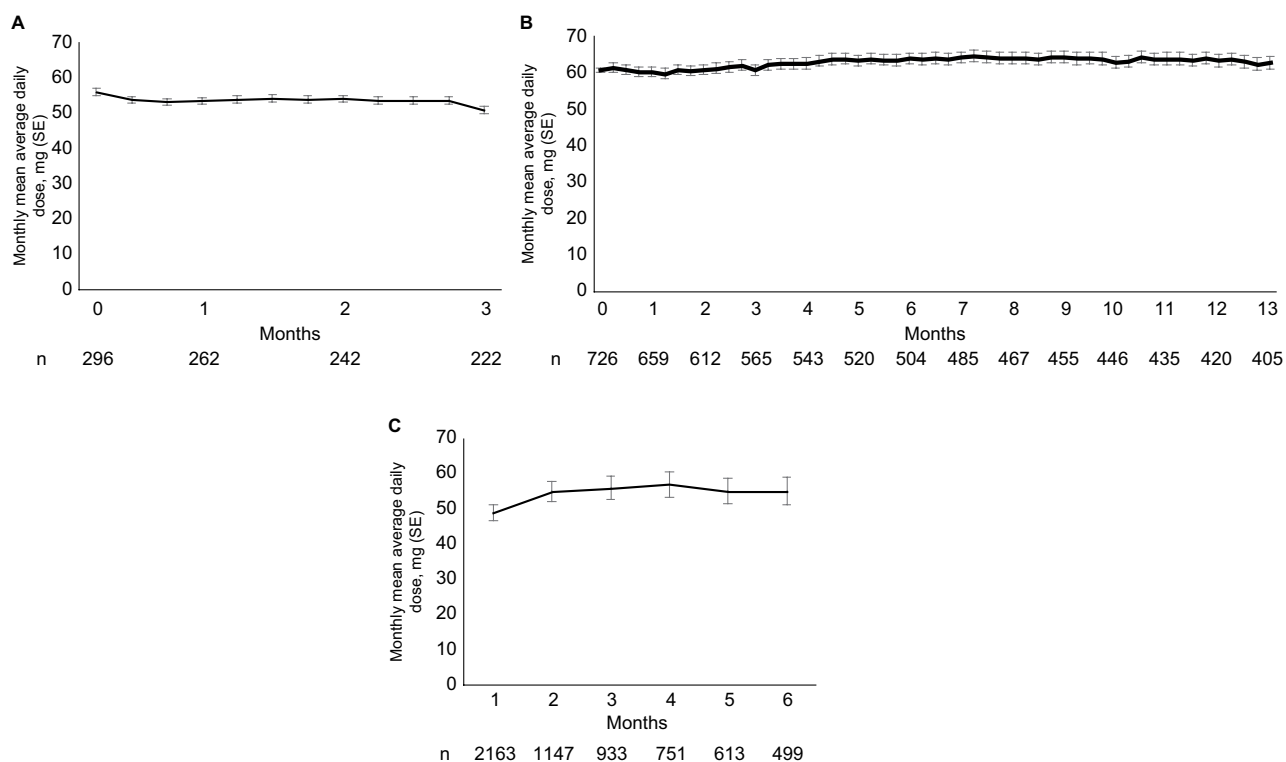 A
Monthly mean average daily
dose, mg (SE)
70
60
50
40
30
20
10
0
0 1 2 3
Months
n 296 262 242 222
B
Monthly mean average daily
dose, mg (SE)
70
60
50
40
30
20
10
0
0 1 2 3 4 5 6 7 8 9 10 11 12 13
Months
n 726 659 612 565 543 520 504 485 467 455 446 435 420 405
C
Monthly mean average daily
dose, mg (SE)
70
60
50
40
30
20
10
0
1 2 3 4 5 6
Months
n 2163 1147 933 751 613 499